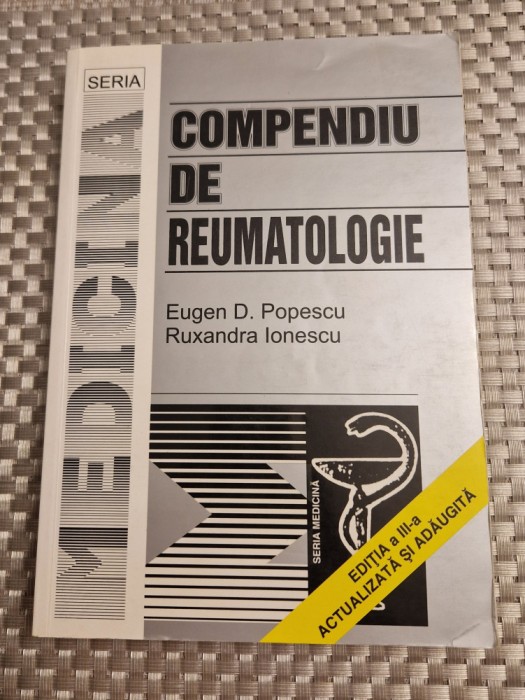 SERIA
MEDICINA
COMPENDIU
DE
REUMATOLOGIE
Eugen D. Popescu
Ruxandra Ionescu
SERIA MEDICINĂ
EDIȚIA a III-a
ACTUALIZATĂ ȘI ADĂUGITĂ